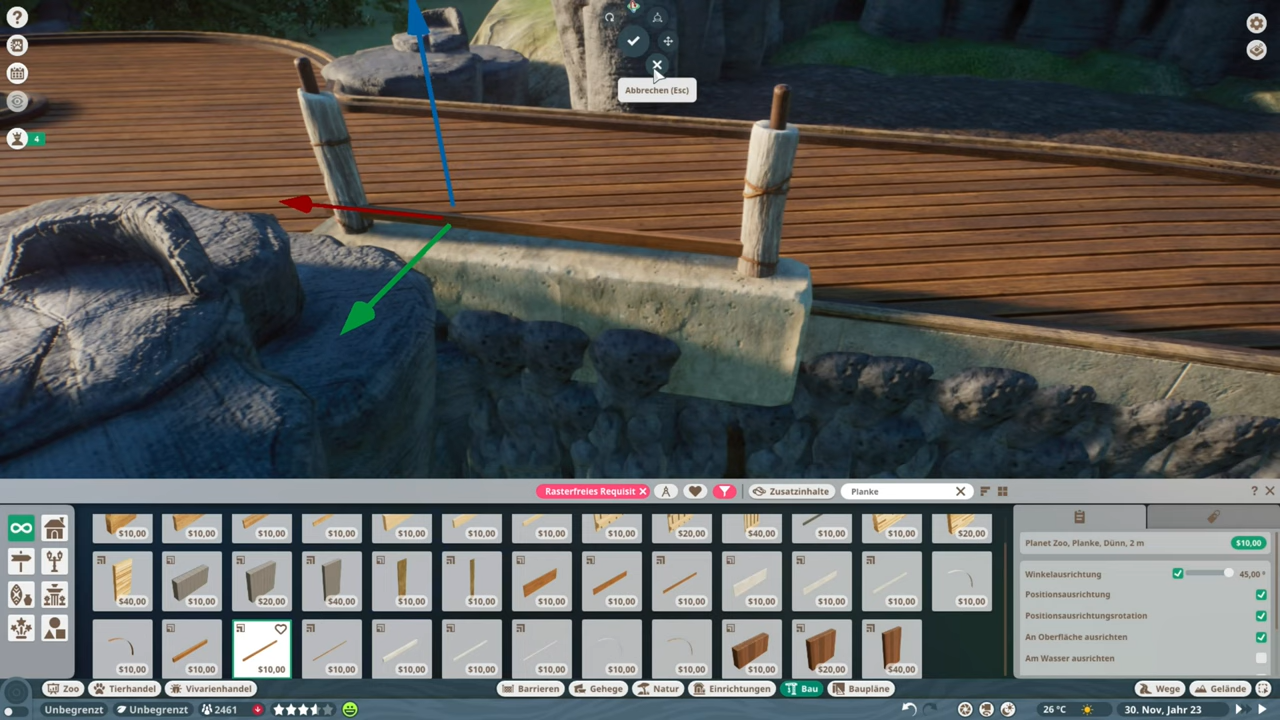 ?
Abbrechen (Esc)
4
Rasterfreies Requisit ✕
Zusatzinhalte
Planke
?
$10,00 $10,00 $10,00 $10,00 $10,00 $10,00 $10,00 $10,00 $20,00 $40,00 $10,00 $10,00 $20,00
$40,00 $10,00 $20,00 $40,00 $10,00 $10,00 $10,00 $10,00 $10,00 $10,00 $10,00 $10,00 $10,00
$10,00 $10,00 $10,00 $10,00 $10,00 $10,00 $10,00 $10,00 $10,00 $10,00 $20,00 $40,00
Planet Zoo, Planke, Dünn, 2 m $10,00
Winkelausrichtung 45,00°
Positionsausrichtung
Positionsausrichtungsrotation
An Oberfläche ausrichten
Am Wasser ausrichten
Zoo Tierhandel Vivarienhandel Barrieren Gehege Natur Einrichtungen Bau Baupläne Wege Gelände
Unbegrenzt Unbegrenzt 2461 26 °C 30. Nov, Jahr 23